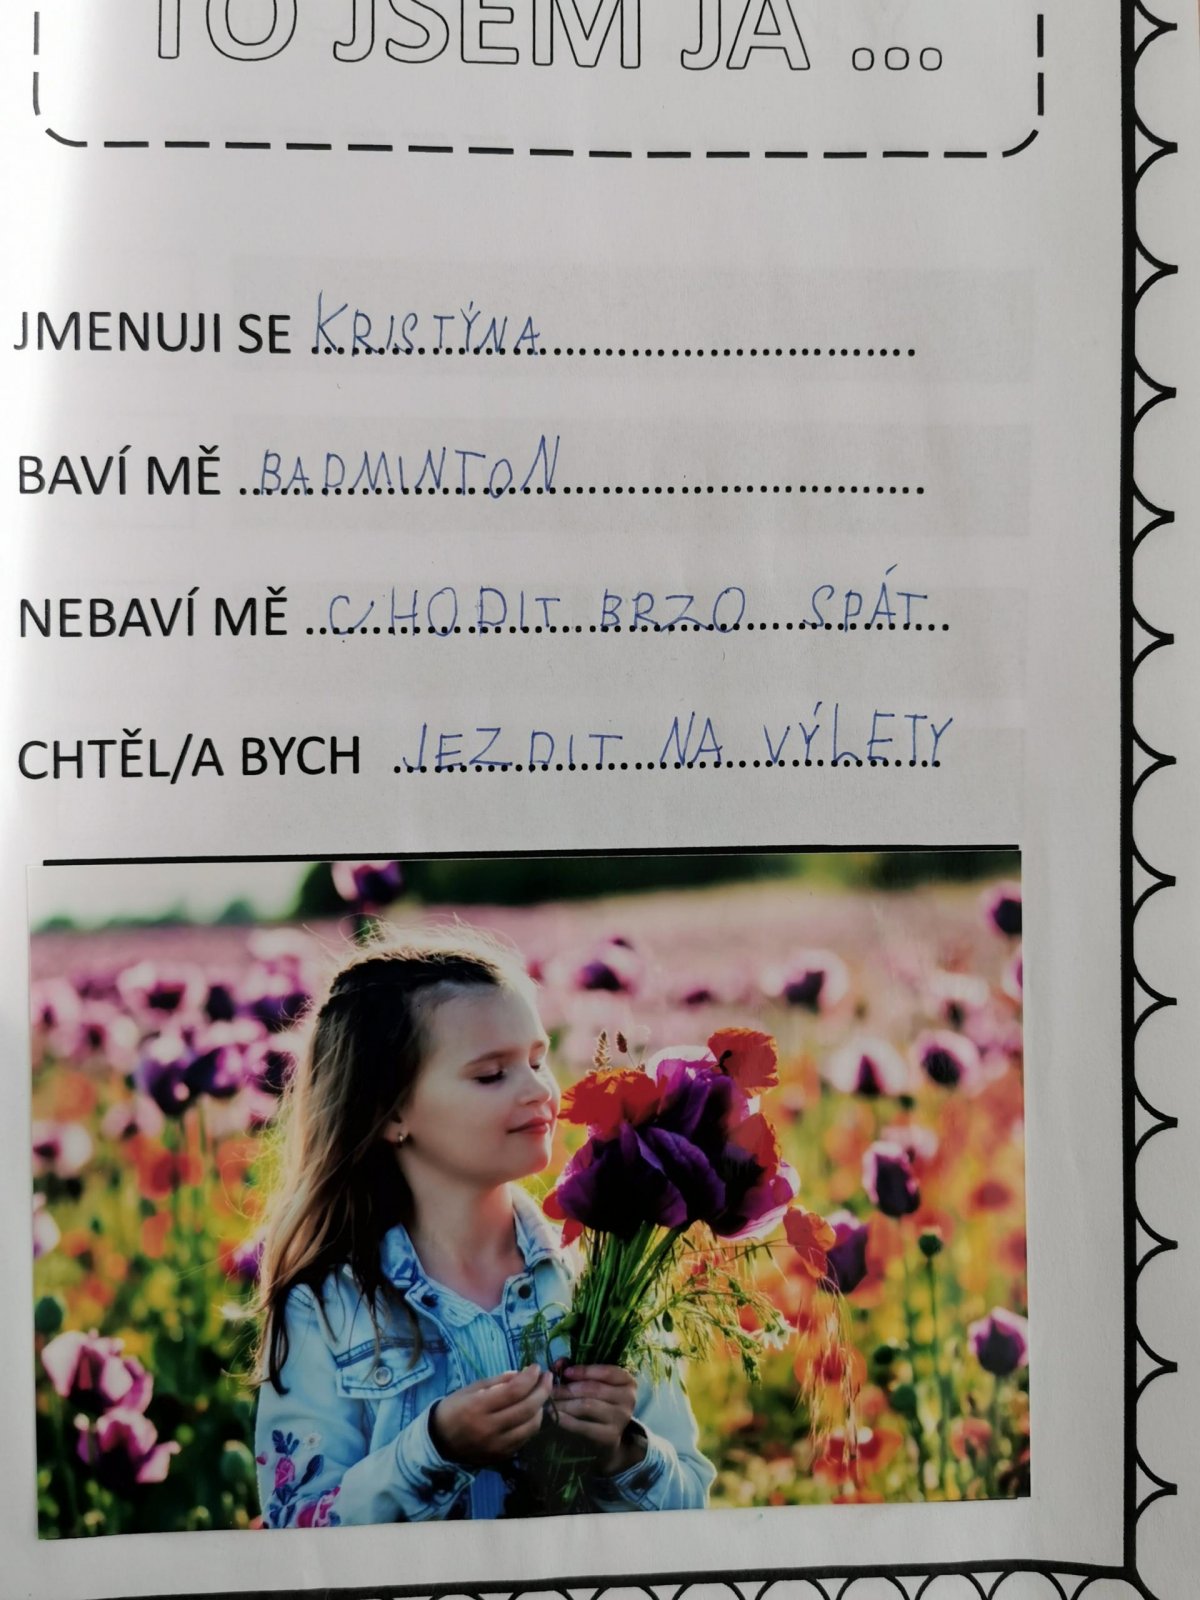 TO JSEM JÁ ...
JMENUJI SE KRISTÝNA
BAVÍ MĚ BADMINTON
NEBAVÍ MĚ CHODIT BRZO SPÁT
CHTĚL/A BYCH JEZDIT NA VÝLETY